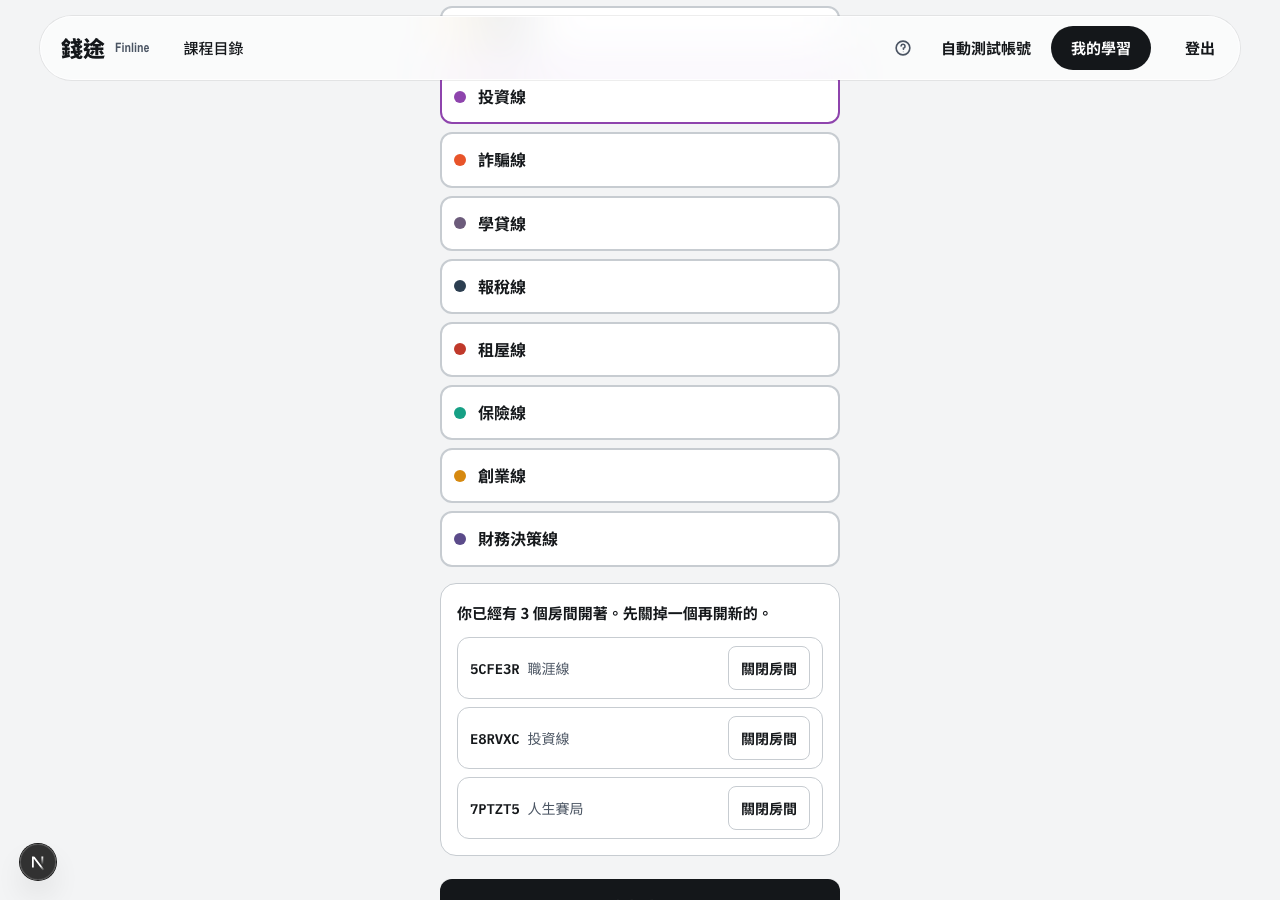 錢途 Finline 課程目錄 自動測試帳號 我的學習 登出
投資線
詐騙線
學貸線
報稅線
租屋線
保險線
創業線
財務決策線
你已經有 3 個房間開著。先關掉一個再開新的。
5CFE3R 職涯線 關閉房間
E8RVXC 投資線 關閉房間
7PTZT5 人生賽局 關閉房間
N